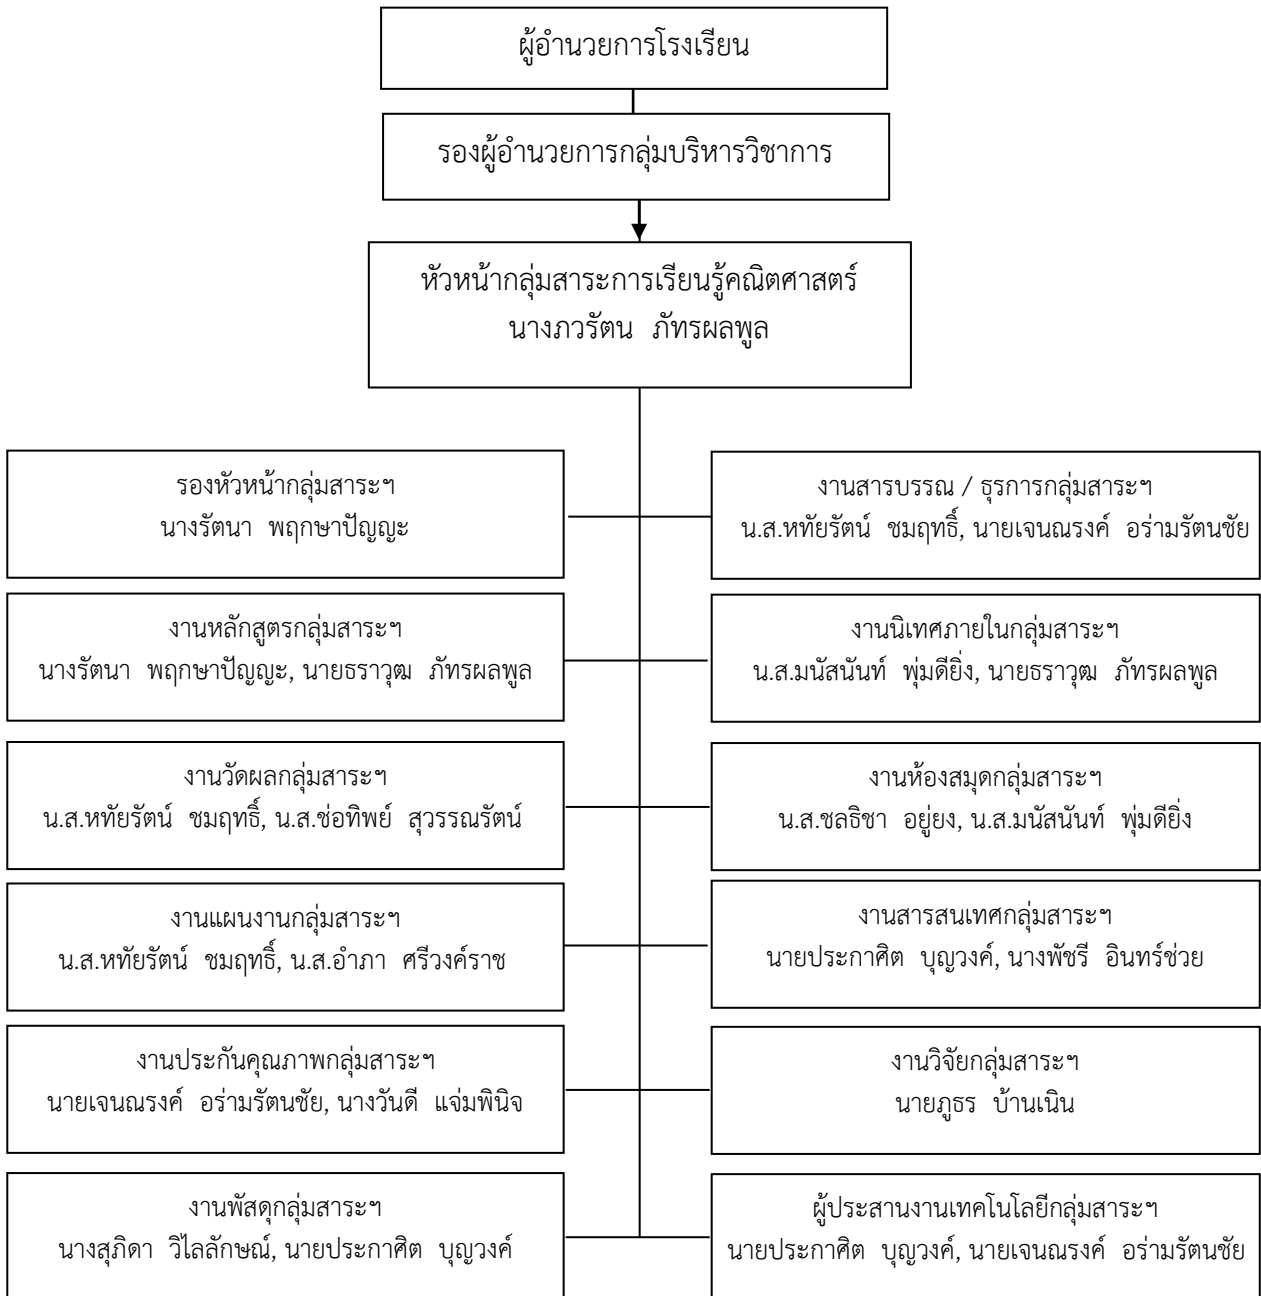 ผู้อำนวยการโรงเรียน
รองผู้อำนวยการกลุ่มบริหารวิชาการ
หัวหน้ากลุ่มสาระการเรียนรู้คณิตศาสตร์
นางภวรัตน ภัทรผลพูล
รองหัวหน้ากลุ่มสาระฯ
นางรัตนา พฤกษาปัญญะ
งานสารบรรณ / ธุรการกลุ่มสาระฯ
น.ส.หทัยรัตน์ ชมฤทธิ์, นายเจนณรงค์ อร่ามรัตนชัย
งานหลักสูตรกลุ่มสาระฯ
นางรัตนา พฤกษาปัญญะ, นายธราวุฒ ภัทรผลพูล
งานนิเทศภายในกลุ่มสาระฯ
น.ส.มนัสนันท์ พุ่มดียิ่ง, นายธราวุฒ ภัทรผลพูล
งานวัดผลกลุ่มสาระฯ
น.ส.หทัยรัตน์ ชมฤทธิ์, น.ส.ช่อทิพย์ สุวรรณรัตน์
งานห้องสมุดกลุ่มสาระฯ
น.ส.ชลธิชา อยู่ยง, น.ส.มนัสนันท์ พุ่มดียิ่ง
งานแผนงานกลุ่มสาระฯ
น.ส.หทัยรัตน์ ชมฤทธิ์, น.ส.อำภา ศรีวงค์ราช
งานสารสนเทศกลุ่มสาระฯ
นายประกาศิต บุญวงค์, นางพัชรี อินทร์ช่วย
งานประกันคุณภาพกลุ่มสาระฯ
นายเจนณรงค์ อร่ามรัตนชัย, นางวันดี แจ่มพินิจ
งานวิจัยกลุ่มสาระฯ
นายภูธร บ้านเนิน
งานพัสดุกลุ่มสาระฯ
นางสุภิดา วิไลลักษณ์, นายประกาศิต บุญวงค์
ผู้ประสานงานเทคโนโลยีกลุ่มสาระฯ
นายประกาศิต บุญวงค์, นายเจนณรงค์ อร่ามรัตนชัย